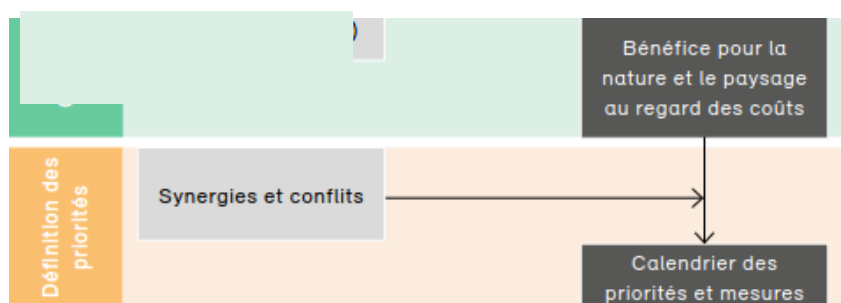 Bénéfice pour la
nature et le paysage
au regard des coûts
Définition des
priorités
Synergies et conflits
Calendrier des
priorités et mesures